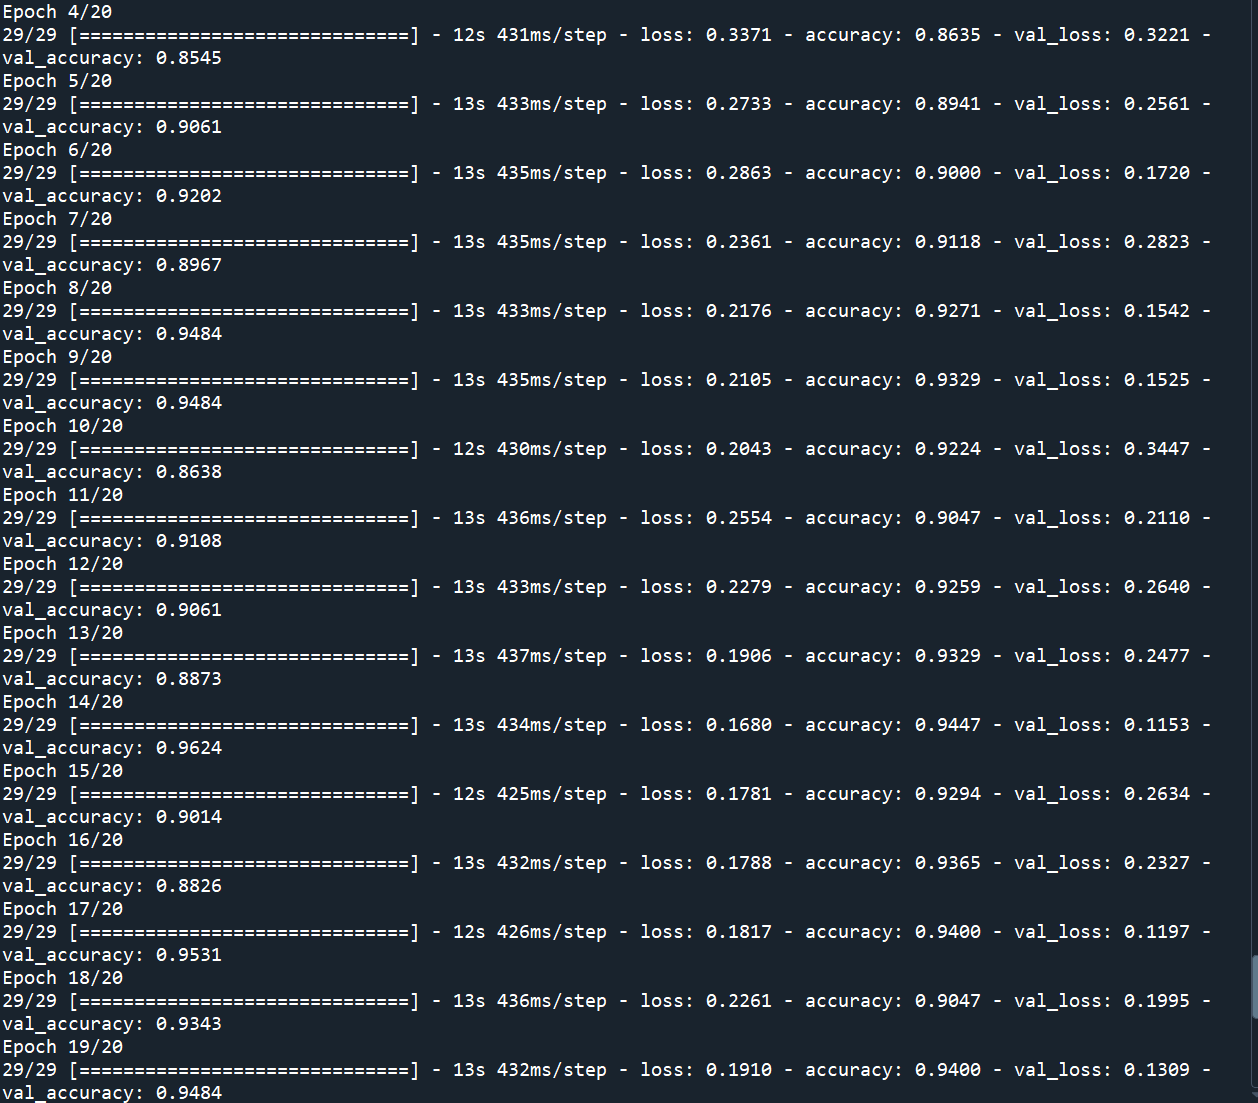 Epoch 4/20
29/29 [==============================] - 12s 431ms/step - loss: 0.3371 - accuracy: 0.8635 - val_loss: 0.3221 -
val_accuracy: 0.8545
Epoch 5/20
29/29 [==============================] - 13s 433ms/step - loss: 0.2733 - accuracy: 0.8941 - val_loss: 0.2561 -
val_accuracy: 0.9061
Epoch 6/20
29/29 [==============================] - 13s 435ms/step - loss: 0.2863 - accuracy: 0.9000 - val_loss: 0.1720 -
val_accuracy: 0.9202
Epoch 7/20
29/29 [==============================] - 13s 435ms/step - loss: 0.2361 - accuracy: 0.9118 - val_loss: 0.2823 -
val_accuracy: 0.8967
Epoch 8/20
29/29 [==============================] - 13s 433ms/step - loss: 0.2176 - accuracy: 0.9271 - val_loss: 0.1542 -
val_accuracy: 0.9484
Epoch 9/20
29/29 [==============================] - 13s 435ms/step - loss: 0.2105 - accuracy: 0.9329 - val_loss: 0.1525 -
val_accuracy: 0.9484
Epoch 10/20
29/29 [==============================] - 12s 430ms/step - loss: 0.2043 - accuracy: 0.9224 - val_loss: 0.3447 -
val_accuracy: 0.8638
Epoch 11/20
29/29 [==============================] - 13s 436ms/step - loss: 0.2554 - accuracy: 0.9047 - val_loss: 0.2110 -
val_accuracy: 0.9108
Epoch 12/20
29/29 [==============================] - 13s 433ms/step - loss: 0.2279 - accuracy: 0.9259 - val_loss: 0.2640 -
val_accuracy: 0.9061
Epoch 13/20
29/29 [==============================] - 13s 437ms/step - loss: 0.1906 - accuracy: 0.9329 - val_loss: 0.2477 -
val_accuracy: 0.8873
Epoch 14/20
29/29 [==============================] - 13s 434ms/step - loss: 0.1680 - accuracy: 0.9447 - val_loss: 0.1153 -
val_accuracy: 0.9624
Epoch 15/20
29/29 [==============================] - 12s 425ms/step - loss: 0.1781 - accuracy: 0.9294 - val_loss: 0.2634 -
val_accuracy: 0.9014
Epoch 16/20
29/29 [==============================] - 13s 432ms/step - loss: 0.1788 - accuracy: 0.9365 - val_loss: 0.2327 -
val_accuracy: 0.8826
Epoch 17/20
29/29 [==============================] - 12s 426ms/step - loss: 0.1817 - accuracy: 0.9400 - val_loss: 0.1197 -
val_accuracy: 0.9531
Epoch 18/20
29/29 [==============================] - 13s 436ms/step - loss: 0.2261 - accuracy: 0.9047 - val_loss: 0.1995 -
val_accuracy: 0.9343
Epoch 19/20
29/29 [==============================] - 13s 432ms/step - loss: 0.1910 - accuracy: 0.9400 - val_loss: 0.1309 -
val_accuracy: 0.9484